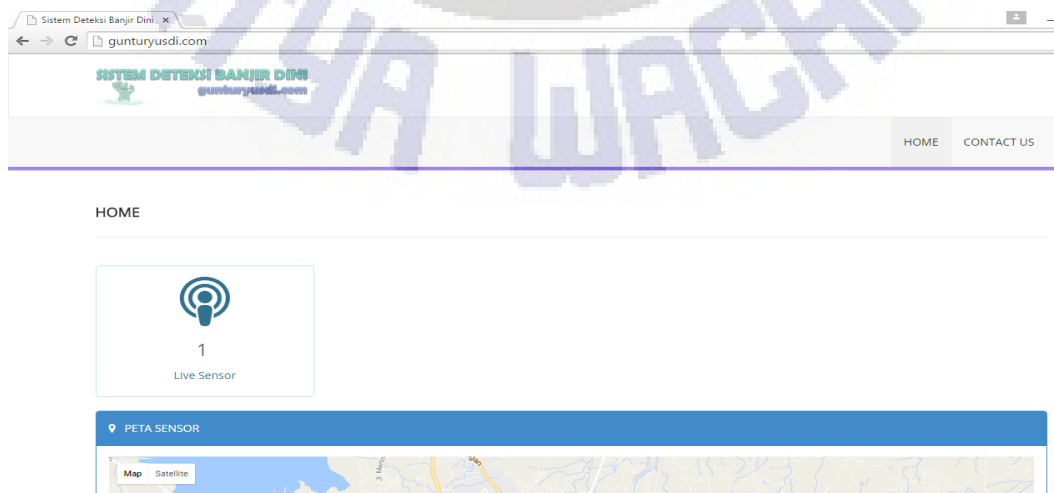 Sistem Deteksi Banjir Dini
gunturyusdi.com
SISTEM DETEKSI BANJIR DINI
gunturyusdi.com
HOME CONTACT US
HOME
1
Live Sensor
PETA SENSOR
Map Satellite